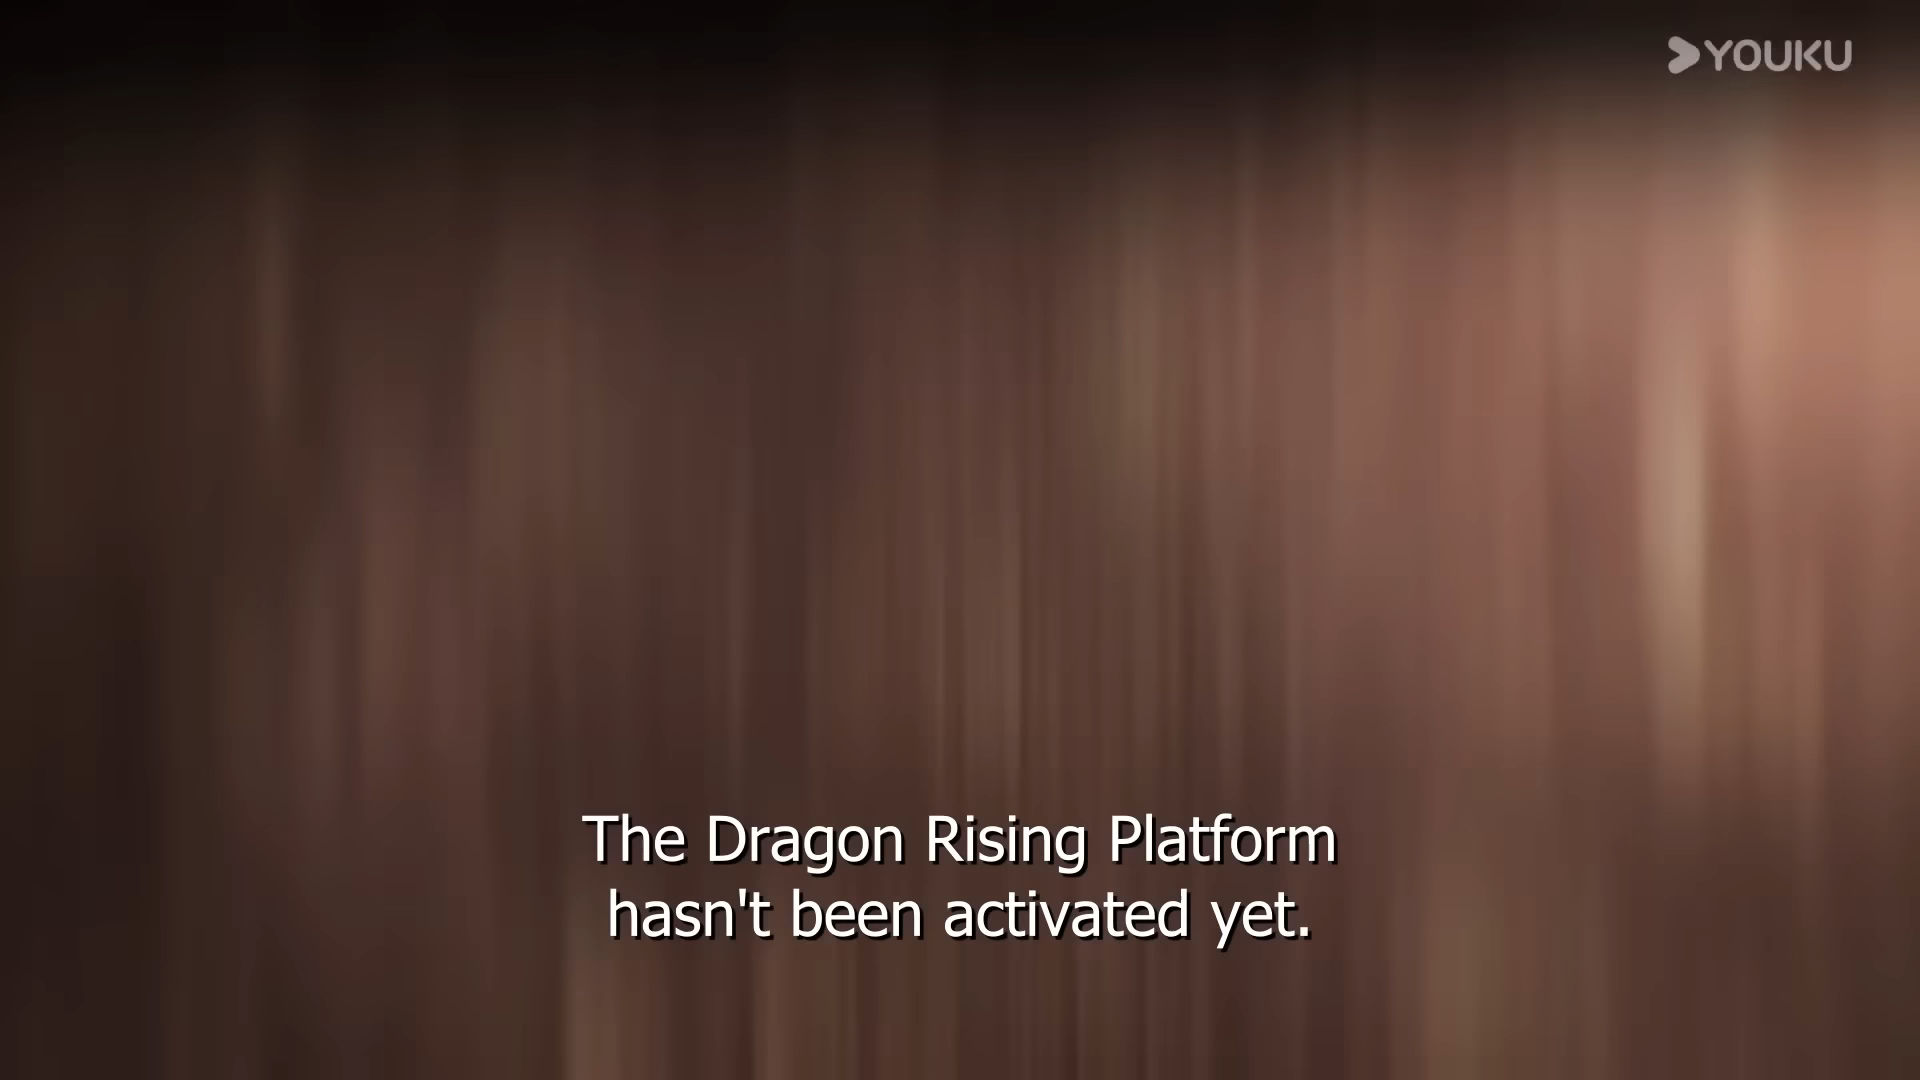 YOUKU
The Dragon Rising Platform
hasn't been activated yet.